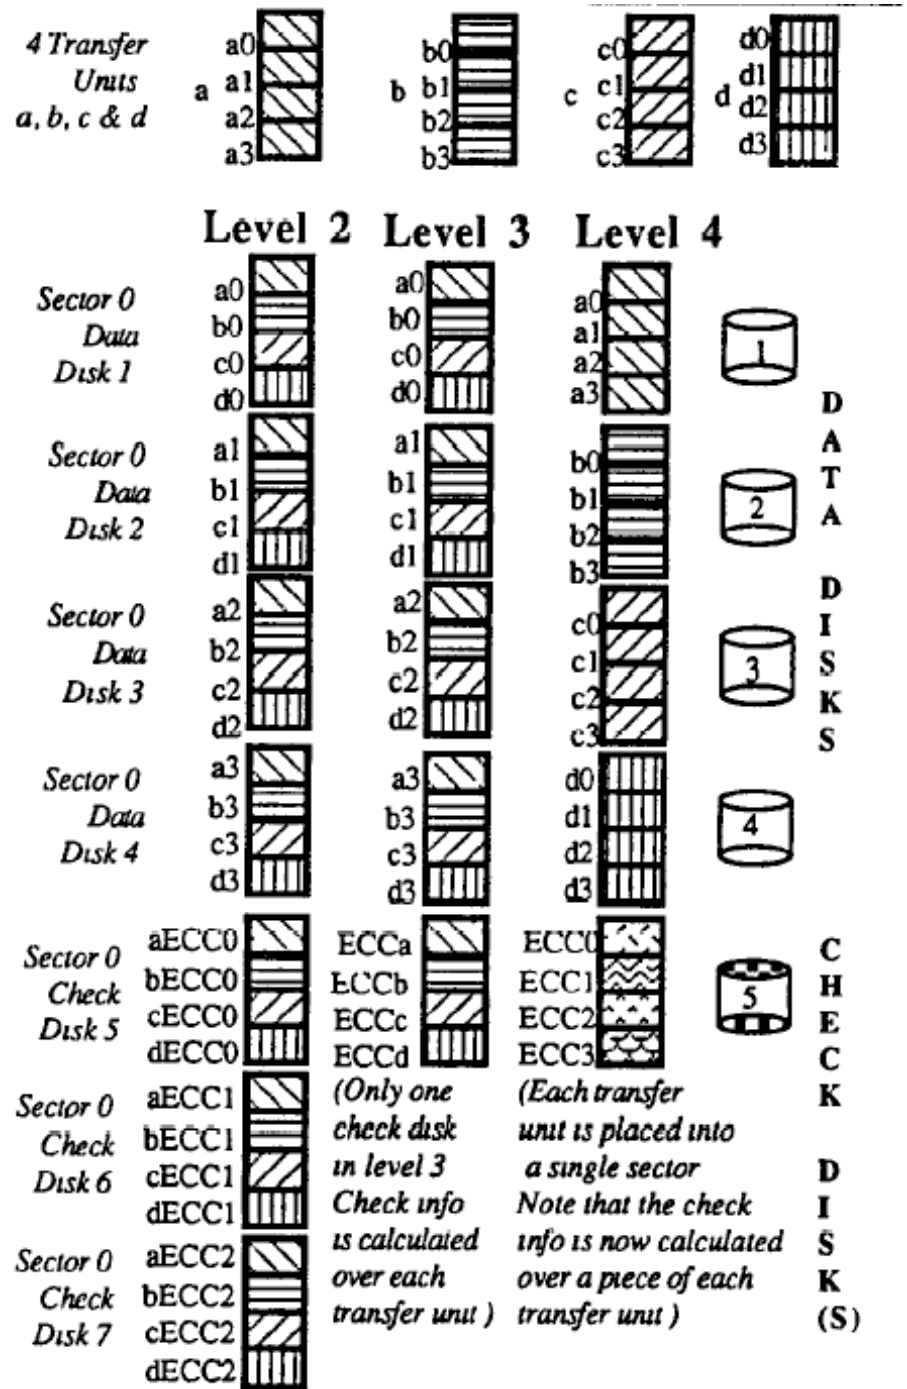 4 Transfer
Units
a, b, c & d
a
a0
a1
a2
a3
b
b0
b1
b2
b3
c
c0
c1
c2
c3
d
d0
d1
d2
d3
Level 2
Level 3
Level 4
Sector 0
Data
Disk 1
a0
b0
c0
d0
a0
b0
c0
d0
a0
a1
a2
a3
1
Sector 0
Data
Disk 2
a1
b1
c1
d1
a1
b1
c1
d1
b0
b1
b2
b3
2
Sector 0
Data
Disk 3
a2
b2
c2
d2
a2
b2
c2
d2
c0
c1
c2
c3
3
Sector 0
Data
Disk 4
a3
b3
c3
d3
a3
b3
c3
d3
d0
d1
d2
d3
4
DATA DISKS
Sector 0
Check
Disk 5
aECC0
bECC0
cECC0
dECC0
ECCa
ECCb
ECCc
ECCd
ECC0
ECC1
ECC2
ECC3
5
Sector 0
Check
Disk 6
aECC1
bECC1
cECC1
dECC1
Sector 0
Check
Disk 7
aECC2
bECC2
cECC2
dECC2
(Only one
check disk
in level 3
Check info
is calculated
over each
transfer unit )
(Each transfer
unit is placed into
a single sector
Note that the check
info is now calculated
over a piece of each
transfer unit )
CHECK DISK(S)